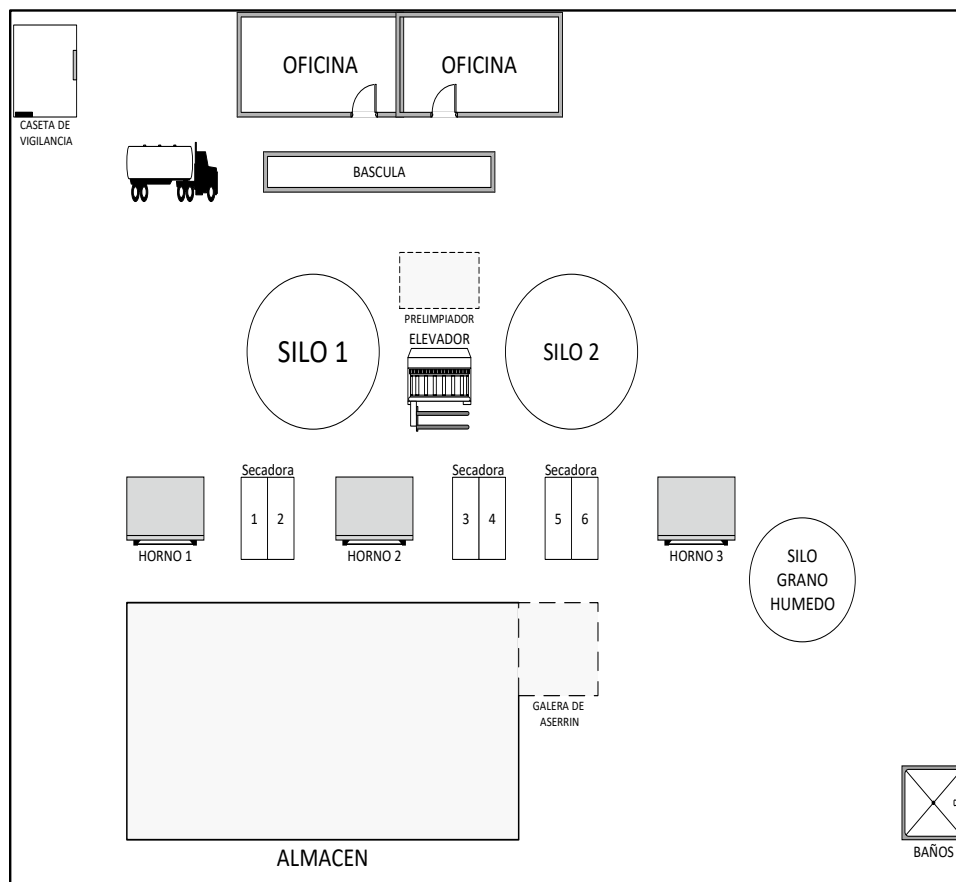 OFICINA
OFICINA
CASETA DE
VIGILANCIA
BASCULA
PRELIMPIADOR
ELEVADOR
SILO 1
SILO 2
Secadora
Secadora
Secadora
1
2
3
4
5
6
HORNO 1
HORNO 2
HORNO 3
SILO
GRANO
HUMEDO
GALERA DE
ASERRIN
ALMACEN
BAÑOS